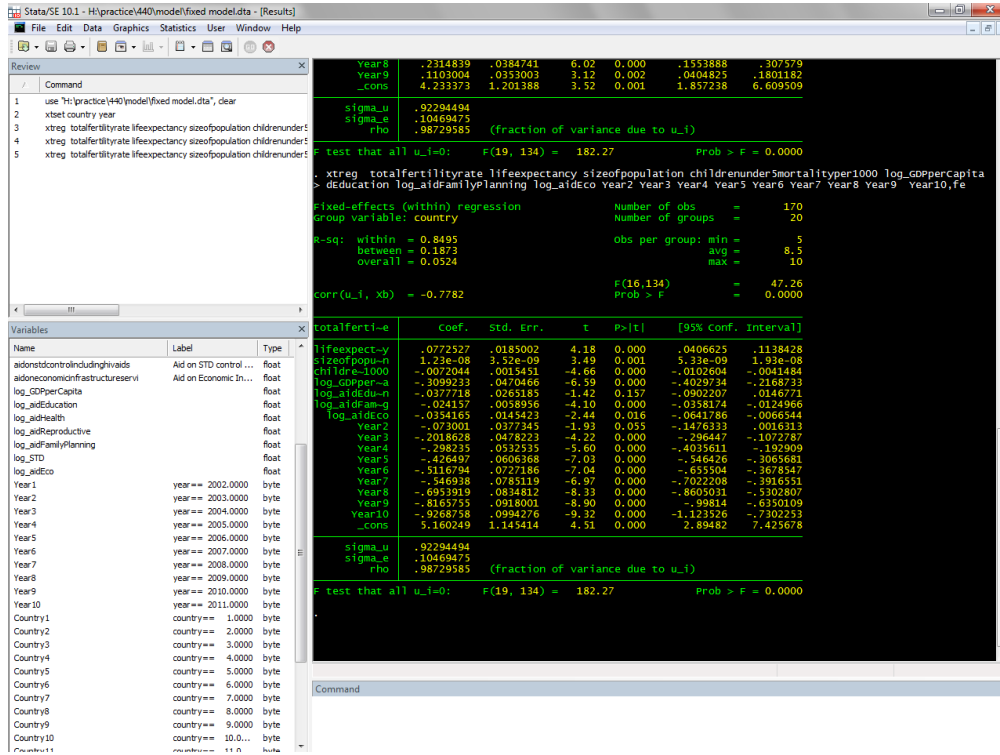 Stata/SE 10.1 - H:\practice\440\model\fixed model.dta - [Results]
File Edit Data Graphics Statistics User Window Help
Review
Command
1 use "H:\practice\440\model\fixed model.dta", clear
2 xtset country year
3 xtreg totalfertilityrate lifeexpectancy sizeofpopulation childrenunder5
4 xtreg totalfertilityrate lifeexpectancy sizeofpopulation childrenunder5
5 xtreg totalfertilityrate lifeexpectancy sizeofpopulation childrenunder5
Variables
Name Label Type
aidonstdcontrolincludinghivaids Aid on STD control ... float
aidoneconomicinfrastructureservi Aid on Economic In... float
log_GDPperCapita float
log_aidEducation float
log_aidHealth float
log_aidReproductive float
log_aidFamilyPlanning float
log_STD float
log_aidEco float
Year1 year== 2002.0000 byte
Year2 year== 2003.0000 byte
Year3 year== 2004.0000 byte
Year4 year== 2005.0000 byte
Year5 year== 2006.0000 byte
Year6 year== 2007.0000 byte
Year7 year== 2008.0000 byte
Year8 year== 2009.0000 byte
Year9 year== 2010.0000 byte
Year10 year== 2011.0000 byte
Country1 country== 1.0000 byte
Country2 country== 2.0000 byte
Country3 country== 3.0000 byte
Country4 country== 4.0000 byte
Country5 country== 5.0000 byte
Country6 country== 6.0000 byte
Country7 country== 7.0000 byte
Country8 country== 8.0000 byte
Country9 country== 9.0000 byte
Country10 country== 10.0... byte
Country11 country== 11.0... byte
Year8 .2314839 .0384741 6.02 0.000 .1553888 .307579
Year9 .1103004 .0353003 3.12 0.002 .0404825 .1801182
_cons 4.233373 1.201388 3.52 0.001 1.857238 6.609509
sigma_u .92294494
sigma_e .10469475
rho .98729585 (fraction of variance due to u_i)
F test that all u_i=0: F(19, 134) = 182.27 Prob > F = 0.0000
. xtreg totalfertilityrate lifeexpectancy sizeofpopulation childrenunder5mortalityper1000 log_GDPperCapita
> dEducation log_aidFamilyPlanning log_aidEco Year2 Year3 Year4 Year5 Year6 Year7 Year8 Year9 Year10,fe
Fixed-effects (within) regression Number of obs = 170
Group variable: country Number of groups = 20
R-sq: within = 0.8495 Obs per group: min = 5
between = 0.1873 avg = 8.5
overall = 0.0524 max = 10
F(16,134) = 47.26
corr(u_i, Xb) = -0.7782 Prob > F = 0.0000
totalferti~e Coef. Std. Err. t P>|t| [95% Conf. Interval]
lifeexpect~y .0772527 .0185002 4.18 0.000 .0406625 .1138428
sizeofpopu~n 1.23e-08 3.52e-09 3.49 0.001 5.33e-09 1.93e-08
childre~1000 -.0072044 .0015451 -4.66 0.000 -.0102604 -.0041484
log_GDPper~a -.3099233 .0470466 -6.59 0.000 -.4029734 -.2168733
log_aidEdu~n -.0377718 .0265185 -1.42 0.157 -.0902207 .0146771
log_aidFam~g -.024157 .0058956 -4.10 0.000 -.0358174 -.0124966
log_aidEco -.0354165 .0145423 -2.44 0.016 -.0641786 -.0066544
Year2 -.073001 .0377345 -1.93 0.055 -.1476333 .0016313
Year3 -.2018628 .0478223 -4.22 0.000 -.296447 -.1072787
Year4 -.298235 .0532535 -5.60 0.000 -.4035611 -.192909
Year5 -.426497 .0606368 -7.03 0.000 -.546426 -.3065681
Year6 -.5116794 .0727186 -7.04 0.000 -.655504 -.3678547
Year7 -.546938 .0785119 -6.97 0.000 -.7022208 -.3916551
Year8 -.6953919 .0834812 -8.33 0.000 -.8605031 -.5302807
Year9 -.8165755 .0918001 -8.90 0.000 -.99814 -.6350109
Year10 -.9268758 .0994276 -9.32 0.000 -1.123526 -.7302253
_cons 5.160249 1.145414 4.51 0.000 2.89482 7.425678
sigma_u .92294494
sigma_e .10469475
rho .98729585 (fraction of variance due to u_i)
F test that all u_i=0: F(19, 134) = 182.27 Prob > F = 0.0000
.
Command